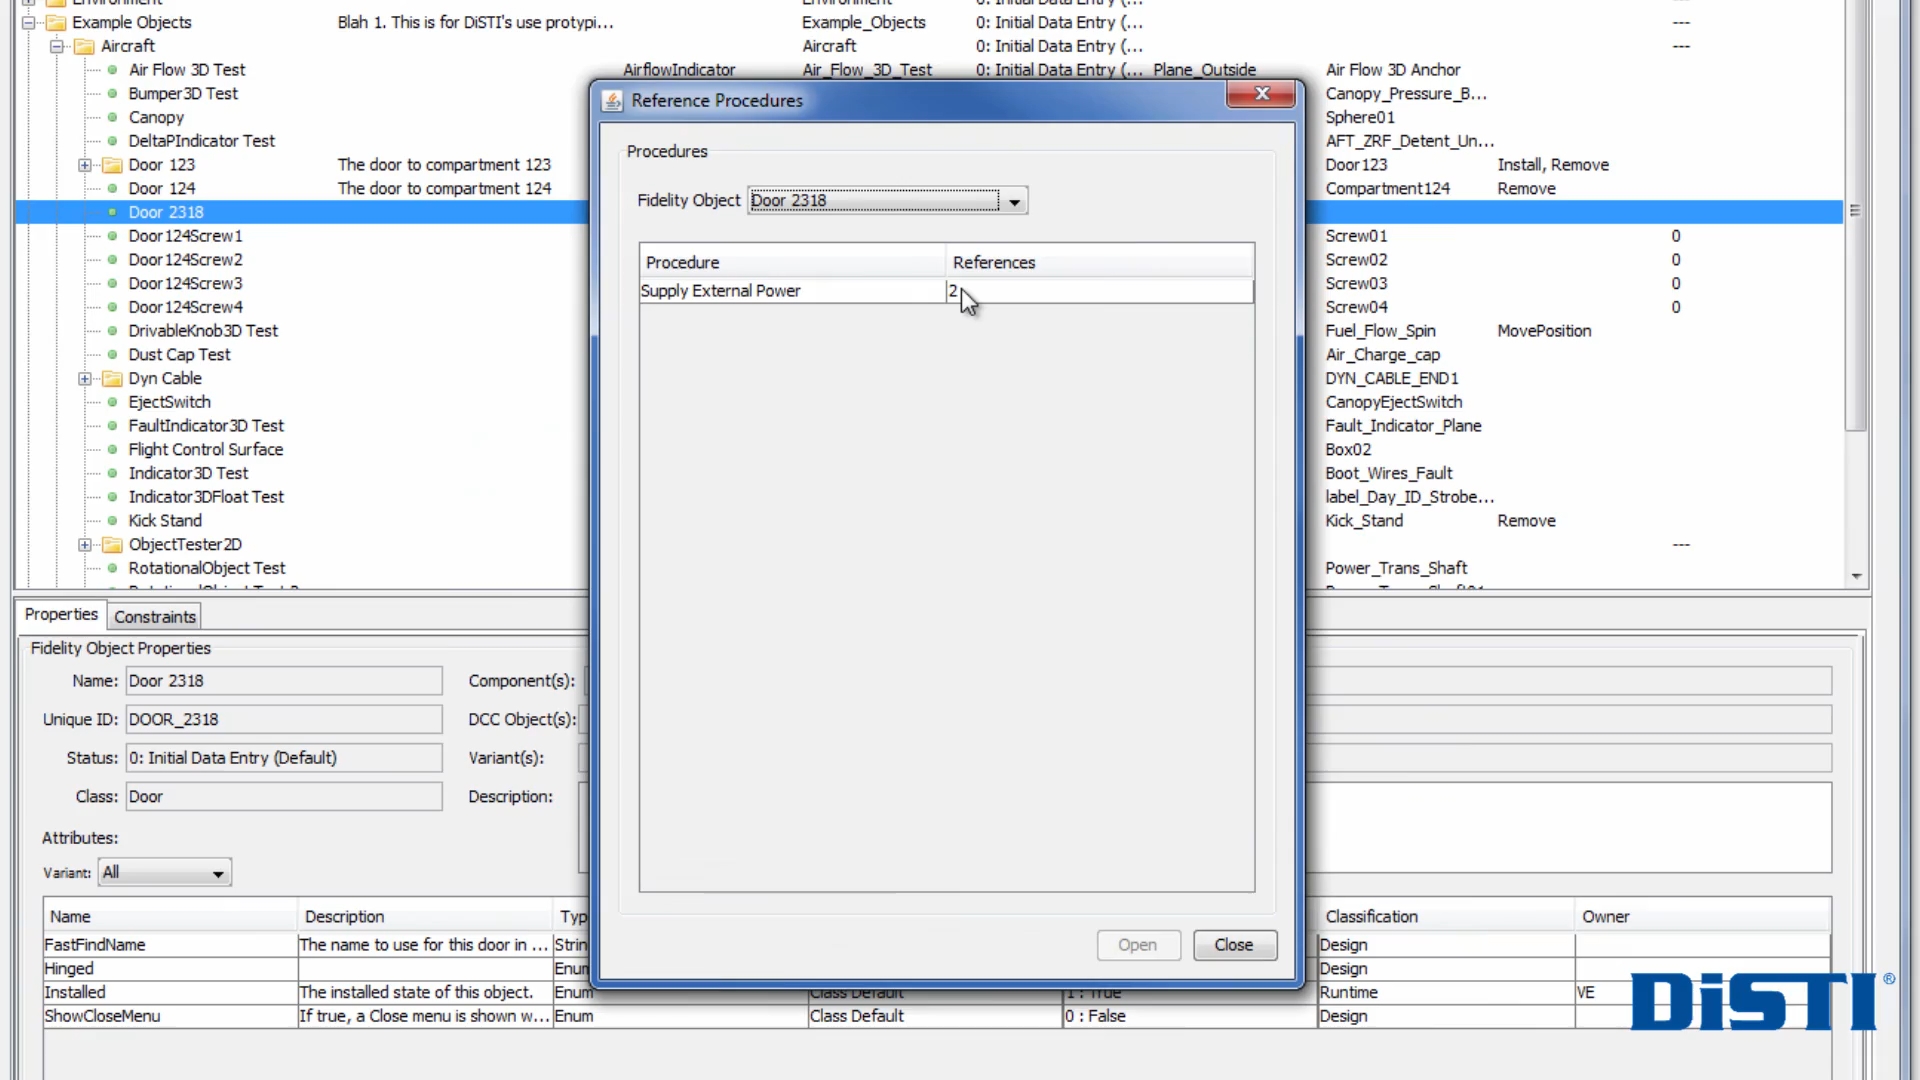 Environment Environment 0: Initial Data Entry (...
Example Objects Blah 1. This is for DiSTI's use protypi... Example_Objects 0: Initial Data Entry (... ---
Aircraft Aircraft 0: Initial Data Entry (... ---
Air Flow 3D Test AirflowIndicator Air_Flow_3D_Test 0: Initial Data Entry (... Plane_Outside Air Flow 3D Anchor
Bumper3D Test Canopy_Pressure_B...
Canopy Sphere01
DeltaPIndicator Test AFT_ZRF_Detent_Un...
Door 123 The door to compartment 123 Door123 Install, Remove
Door 124 The door to compartment 124 Compartment124 Remove
Door 2318
Door124Screw1 Screw01 0
Door124Screw2 Screw02 0
Door124Screw3 Screw03 0
Door124Screw4 Screw04 0
DrivableKnob3D Test Fuel_Flow_Spin MovePosition
Dust Cap Test Air_Charge_cap
Dyn Cable DYN_CABLE_END1
EjectSwitch CanopyEjectSwitch
FaultIndicator3D Test Fault_Indicator_Plane
Flight Control Surface Box02
Indicator3D Test Boot_Wires_Fault
Indicator3DFloat Test label_Day_ID_Strobe...
Kick Stand Kick_Stand Remove
ObjectTester2D ---
RotationalObject Test Power_Trans_Shaft
Reference Procedures
Procedures
Fidelity Object Door 2318
Procedure References
Supply External Power 2
Open Close
Properties Constraints
Fidelity Object Properties
Name: Door 2318 Component(s):
Unique ID: DOOR_2318 DCC Object(s):
Status: 0: Initial Data Entry (Default) Variant(s):
Class: Door Description:
Attributes:
Variant: All
Name Description Typ Classification Owner
FastFindName The name to use for this door in ... Strin Design
Hinged Enum Design
Installed The installed state of this object. Enum Class Default 1 : True Runtime VE
ShowCloseMenu If true, a Close menu is shown w... Enum Class Default 0 : False Design
DiSTI®